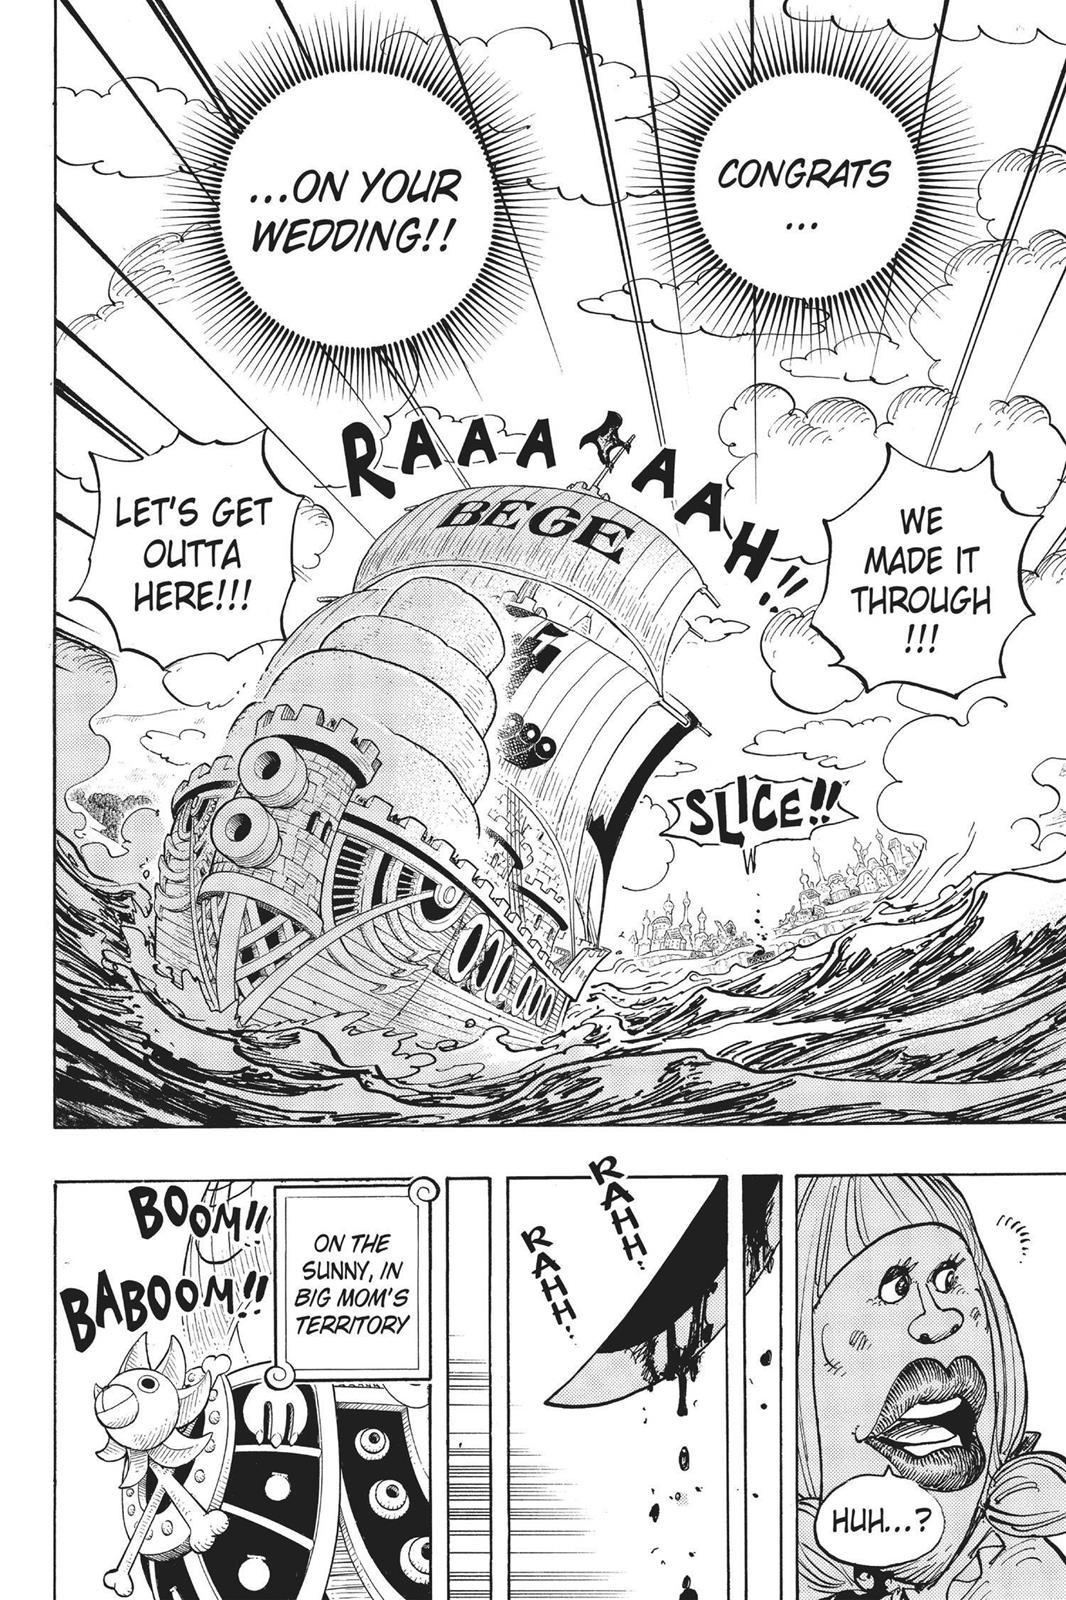 CONGRATS
...
...ON YOUR
WEDDING!!
RAAAAAAH!!
WE
MADE IT
THROUGH
!!!
LET'S GET
OUTTA
HERE!!!
BEGE
SLICE!!
HUH...?
RAHH!
RAHH!
ON THE
SUNNY, IN
BIG MOM'S
TERRITORY
BOOM!!
BABOOM!!